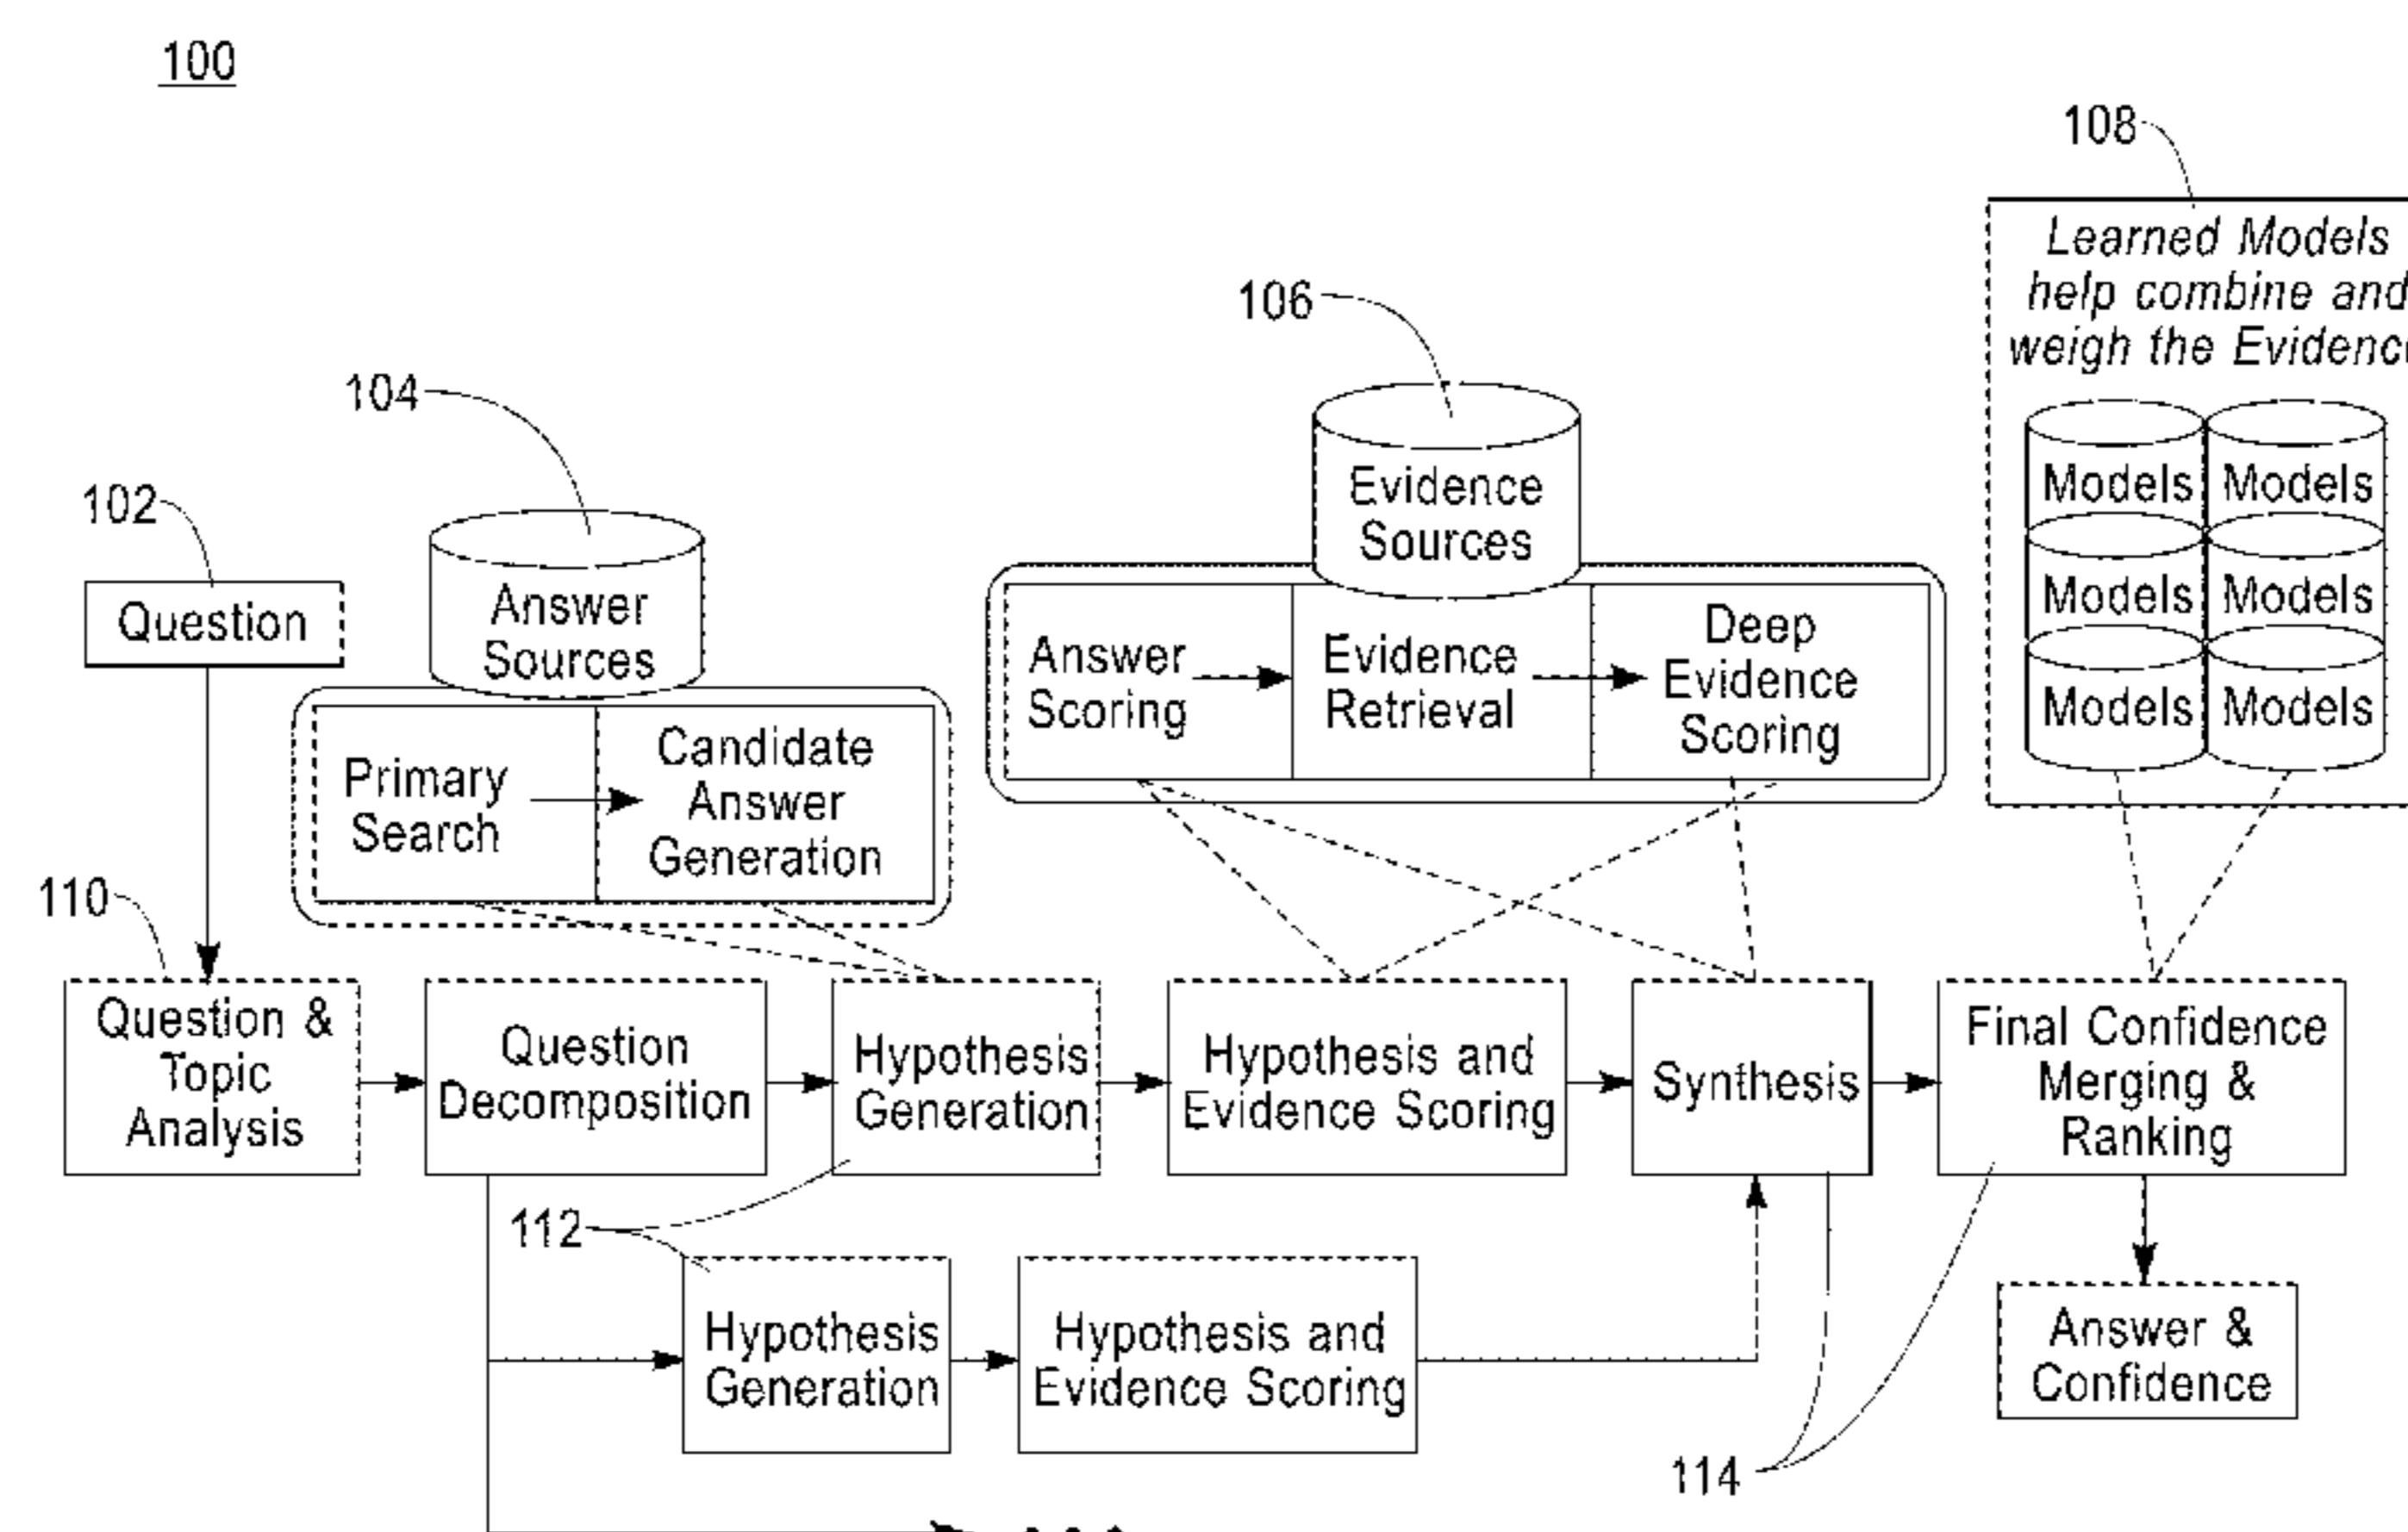 100
108
Learned Models
help combine and
weigh the Evidence
106
104
102
Evidence
Sources
Models Models
Models Models
Models Models
Question
Answer
Sources
Answer
Scoring
Evidence
Retrieval
Deep
Evidence
Scoring
Primary
Search
Candidate
Answer
Generation
110
Question &
Topic
Analysis
Question
Decomposition
Hypothesis
Generation
Hypothesis and
Evidence Scoring
Synthesis
Final Confidence
Merging &
Ranking
112
Hypothesis
Generation
Hypothesis and
Evidence Scoring
Answer &
Confidence
114